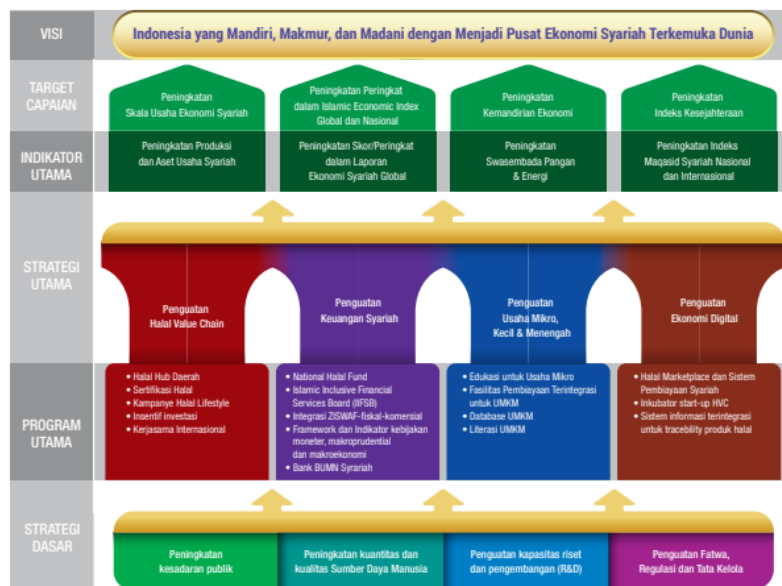 VISI
Indonesia yang Mandiri, Makmur, dan Madani dengan Menjadi Pusat Ekonomi Syariah Terkemuka Dunia
TARGET
CAPAIAN
Peningkatan
Skala Usaha Ekonomi Syariah
Peningkatan Peringkat
dalam Islamic Economic Index
Global dan Nasional
Peningkatan
Kemandirian Ekonomi
Peningkatan
Indeks Kesejahteraan
INDIKATOR
UTAMA
Peningkatan Produksi
dan Aset Usaha Syariah
Peningkatan Skor/Peringkat
dalam Laporan
Ekonomi Syariah Global
Peningkatan
Swasembada Pangan
& Energi
Peningkatan Indeks
Maqasid Syariah Nasional
dan Internasional
STRATEGI
UTAMA
Penguatan
Halal Value Chain
Penguatan
Keuangan Syariah
Penguatan
Usaha Mikro,
Kecil & Menengah
Penguatan
Ekonomi Digital
PROGRAM
UTAMA
• Halal Hub Daerah
• Sertifikasi Halal
• Kampanye Halal Lifestyle
• Insentif investasi
• Kerjasama Internasional
• National Halal Fund
• Islamic Inclusive Financial
Services Board (IIFSB)
• Integrasi ZISWAF-fiskal-komersial
• Framework dan Indikator kebijakan
moneter, makroprudential
dan makroekonomi
• Bank BUMN Syrariah
• Edukasi untuk Usaha Mikro
• Fasilitas Pembiayaan Terintegrasi
untuk UMKM
• Database UMKM
• Literasi UMKM
• Halal Marketplace dan Sistem
Pembiayaan Syariah
• Inkubator start-up HVC
• Sistem informasi terintegrasi
untuk tracebility produk halal
STRATEGI
DASAR
Peningkatan
kesadaran publik
Peningkatan kuantitas dan
kualitas Sumber Daya Manusia
Penguatan kapasitas riset
dan pengembangan (R&D)
Penguatan Fatwa,
Regulasi dan Tata Kelola